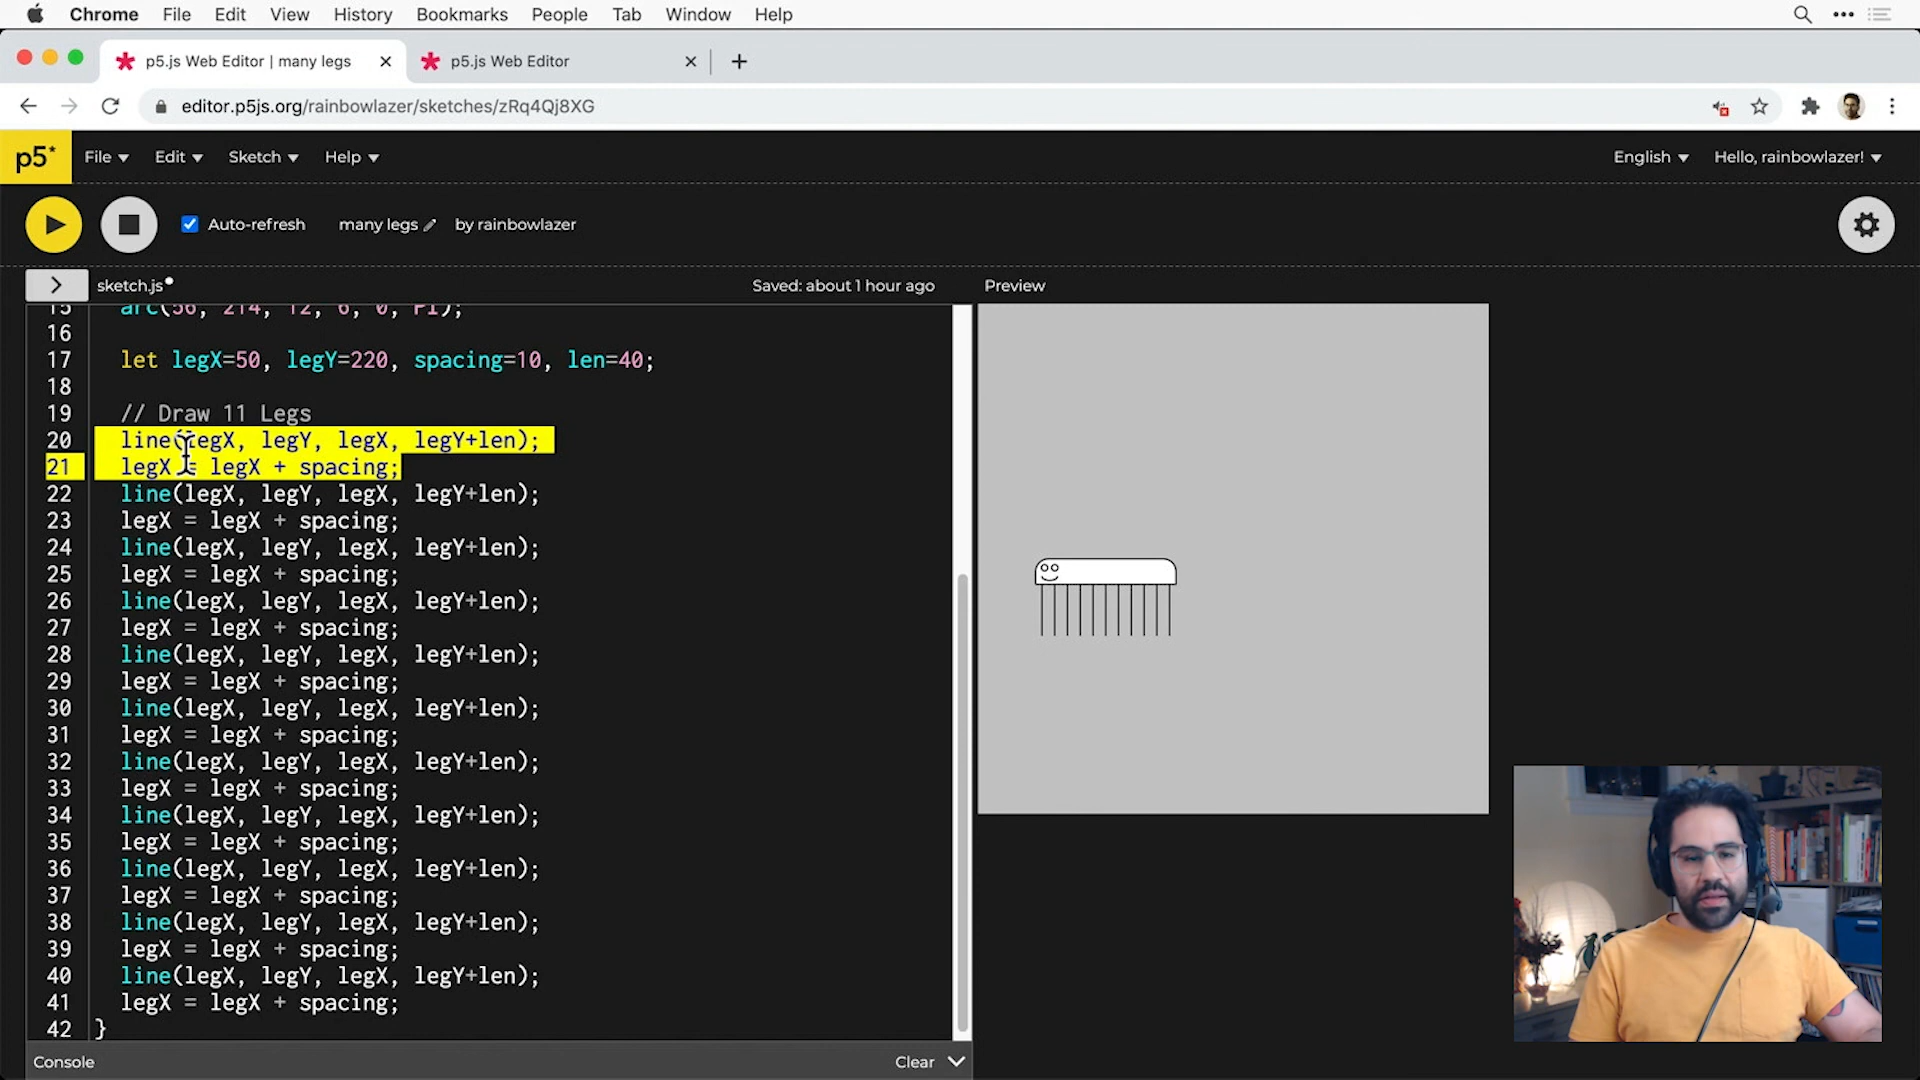 Chrome File Edit View History Bookmarks People Tab Window Help
p5.js Web Editor | many legs
p5.js Web Editor
editor.p5js.org/rainbowlazer/sketches/zRq4Qj8XG
p5* File Edit Sketch Help English Hello, rainbowlazer!
Auto-refresh many legs by rainbowlazer
sketch.js Saved: about 1 hour ago Preview
15 arc(56, 214, 12, 6, 0, PI);
16
17 let legX=50, legY=220, spacing=10, len=40;
18
19 // Draw 11 Legs
20 line(legX, legY, legX, legY+len);
21 legX = legX + spacing;
22 line(legX, legY, legX, legY+len);
23 legX = legX + spacing;
24 line(legX, legY, legX, legY+len);
25 legX = legX + spacing;
26 line(legX, legY, legX, legY+len);
27 legX = legX + spacing;
28 line(legX, legY, legX, legY+len);
29 legX = legX + spacing;
30 line(legX, legY, legX, legY+len);
31 legX = legX + spacing;
32 line(legX, legY, legX, legY+len);
33 legX = legX + spacing;
34 line(legX, legY, legX, legY+len);
35 legX = legX + spacing;
36 line(legX, legY, legX, legY+len);
37 legX = legX + spacing;
38 line(legX, legY, legX, legY+len);
39 legX = legX + spacing;
40 line(legX, legY, legX, legY+len);
41 legX = legX + spacing;
42 }
Console Clear